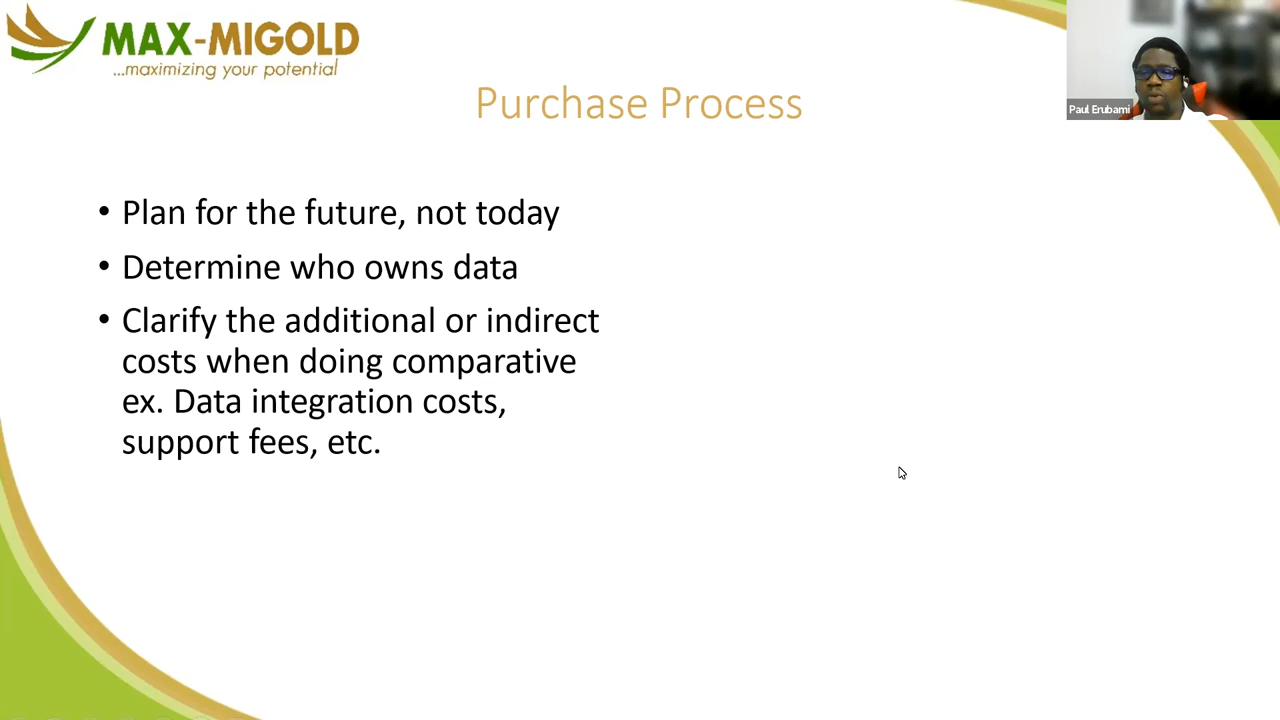 MAX-MIGOLD
...maximizing your potential
Purchase Process
Paul Erubami
• Plan for the future, not today
• Determine who owns data
• Clarify the additional or indirect
costs when doing comparative
ex. Data integration costs,
support fees, etc.